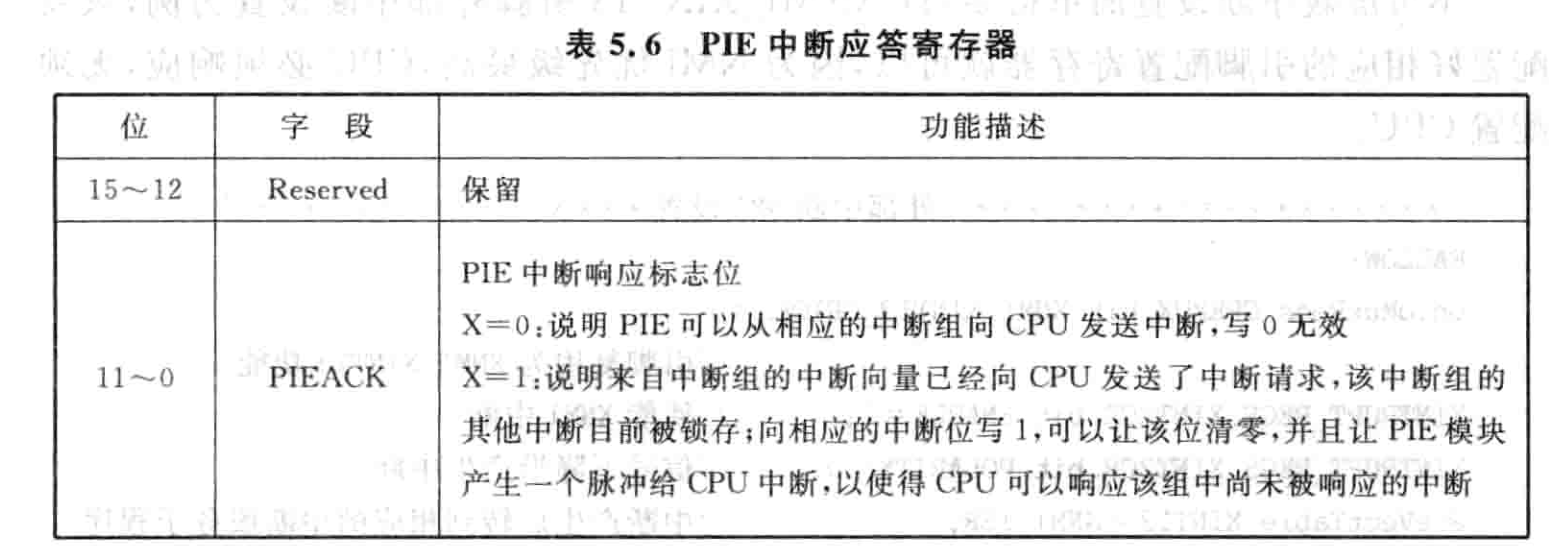 表 5.6 PIE 中断应答寄存器
位 字 段 功能描述
15～12 Reserved 保留
PIE 中断响应标志位
X=0:说明 PIE 可以从相应的中断组向 CPU 发送中断,写 0 无效
11～0 PIEACK X=1:说明来自中断组的中断向量已经向 CPU 发送了中断请求,该中断组的
其他中断目前被锁存;向相应的中断位写 1,可以让该位清零,并且让 PIE 模块
产生一个脉冲给 CPU 中断,以使得 CPU 可以响应该组中尚未被响应的中断